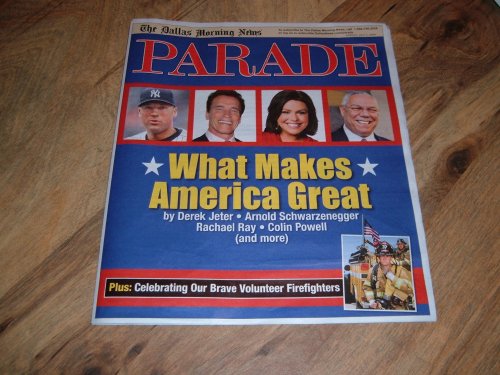 The Dallas Morning News
PARADE
What Makes
America Great
by Derek Jeter • Arnold Schwarzenegger
Rachael Ray • Colin Powell
(and more)
Plus: Celebrating Our Brave Volunteer Firefighters